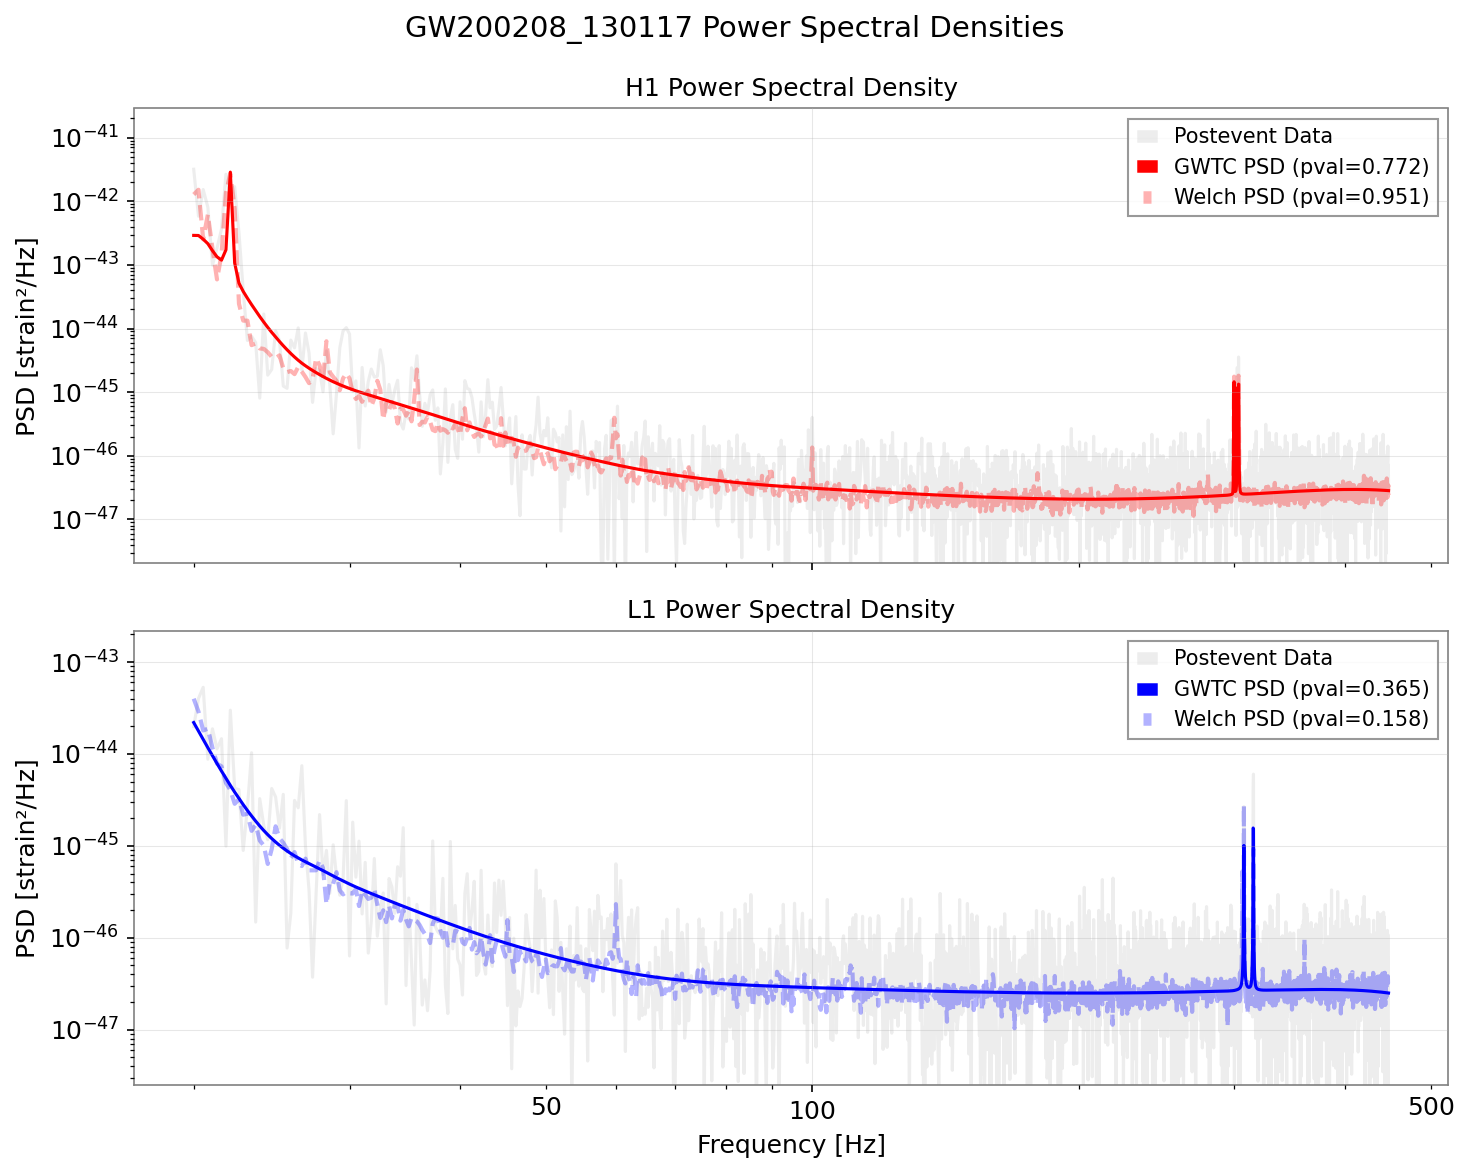 GW200208_130117 Power Spectral Densities
H1 Power Spectral Density
PSD [strain²/Hz]
10⁻⁴¹
10⁻⁴²
10⁻⁴³
10⁻⁴⁴
10⁻⁴⁵
10⁻⁴⁶
10⁻⁴⁷
Postevent Data
GWTC PSD (pval=0.772)
Welch PSD (pval=0.951)
L1 Power Spectral Density
PSD [strain²/Hz]
10⁻⁴³
10⁻⁴⁴
10⁻⁴⁵
10⁻⁴⁶
10⁻⁴⁷
Postevent Data
GWTC PSD (pval=0.365)
Welch PSD (pval=0.158)
50 100 500
Frequency [Hz]